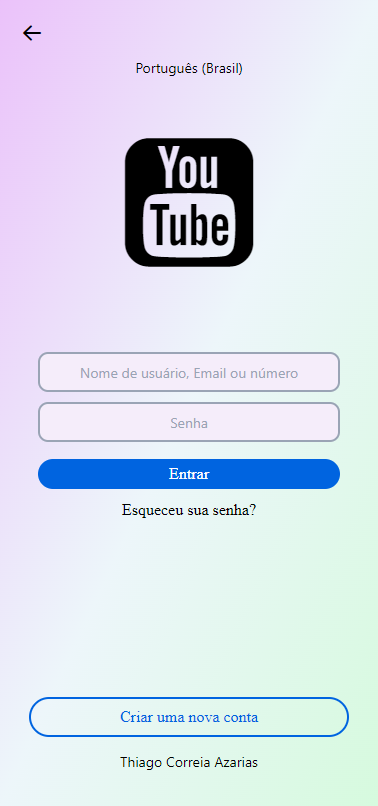 Português (Brasil)
You
Tube
Nome de usuário, Email ou número
Senha
Entrar
Esqueceu sua senha?
Criar uma nova conta
Thiago Correia Azarias